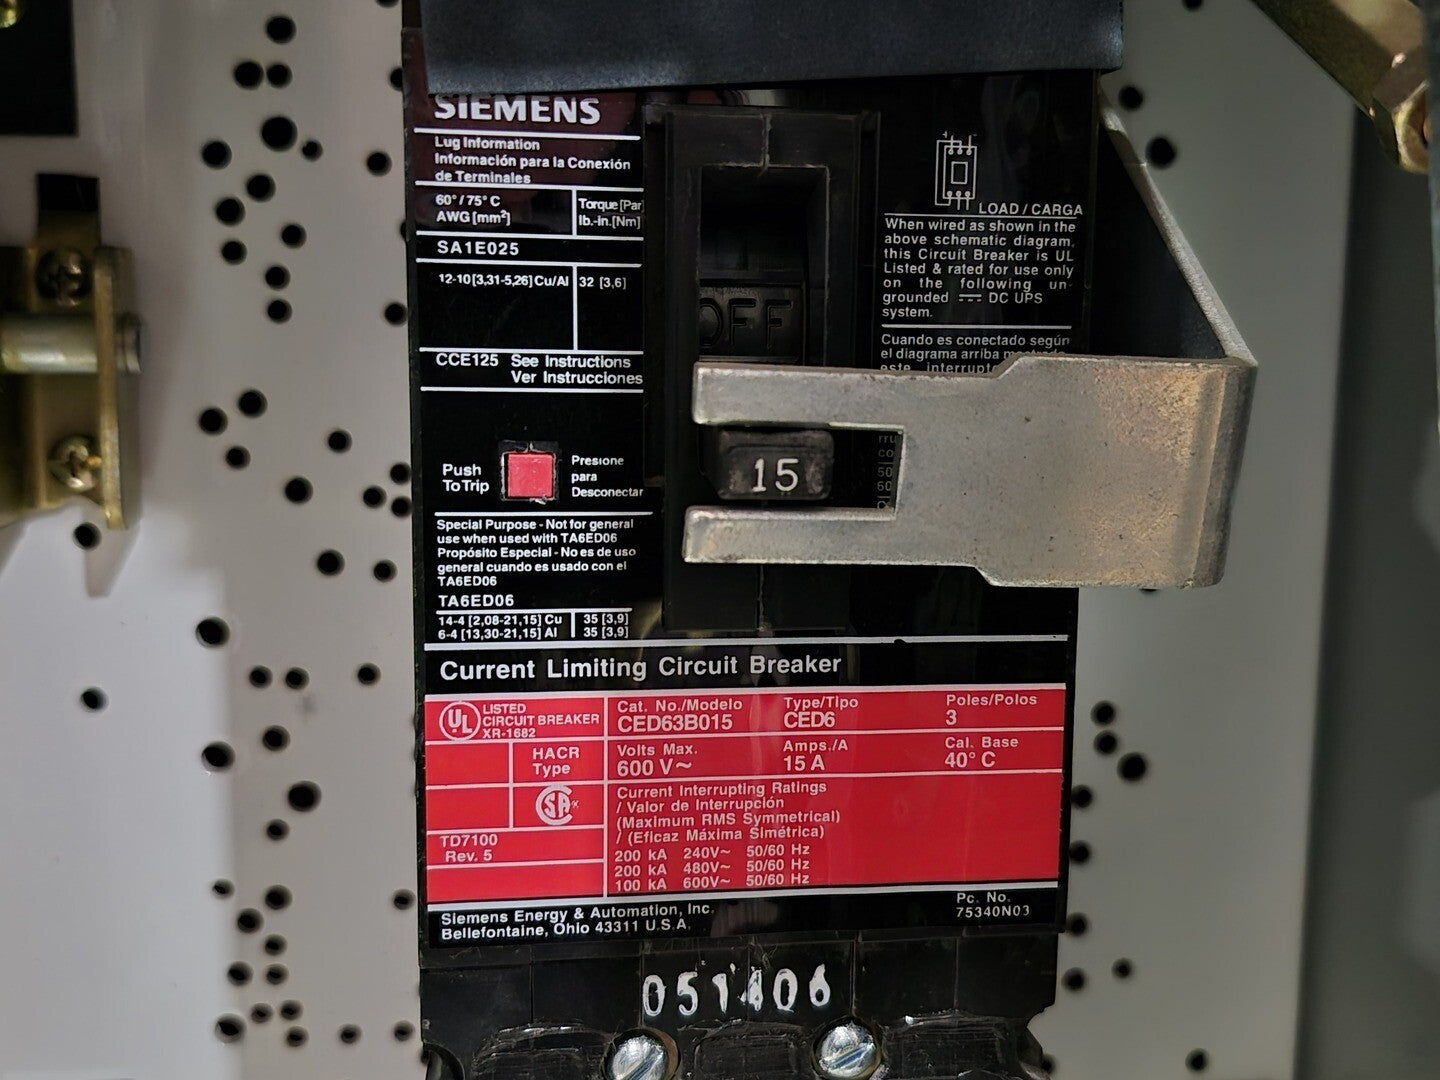 SIEMENS
Lug Information
Información para la Conexión
de Terminales
60°/75°C
AWG[mm²]
Torque[Par]
lb.-in.[Nm]
SA1E025
12-10[3,31-5,26]Cu/Al
32 [3,6]
CCE125 See Instructions
Ver Instrucciones
Push
To Trip
Presione
para
Desconectar
Special Purpose - Not for general
use when used with TA6ED06
Propósito Especial - No es de uso
general cuando es usado con el
TA6ED06
TA6ED06
14-4 [2,08-21,15] Cu
35 [3,9]
6-4 [13,30-21,15] Al
35 [3,9]
OFF
15
LOAD/CARGA
When wired as shown in the
above schematic diagram,
this Circuit Breaker is UL
Listed & rated for use only
on the following un-
grounded DC UPS
system.
Cuando es conectado según
el diagrama arriba
este
50
60
Current Limiting Circuit Breaker
UL
LISTED
CIRCUIT BREAKER
XR-1682
HACR
Type
SA
TD7100
Rev. 5
Cat. No./Modelo
CED63B015
Type/Tipo
CED6
Poles/Polos
3
Volts Max.
600 V~
Amps./A
15 A
Cal. Base
40° C
Current Interrupting Ratings
/ Valor de Interrupción
(Maximum RMS Symmetrical)
/ (Eficaz Máxima Simétrica)
200 kA 240V~ 50/60 Hz
200 kA 480V~ 50/60 Hz
100 kA 600V~ 50/60 Hz
Siemens Energy & Automation, Inc.
Bellefontaine, Ohio 43311 U.S.A.
Pc. No.
75340N03
051406